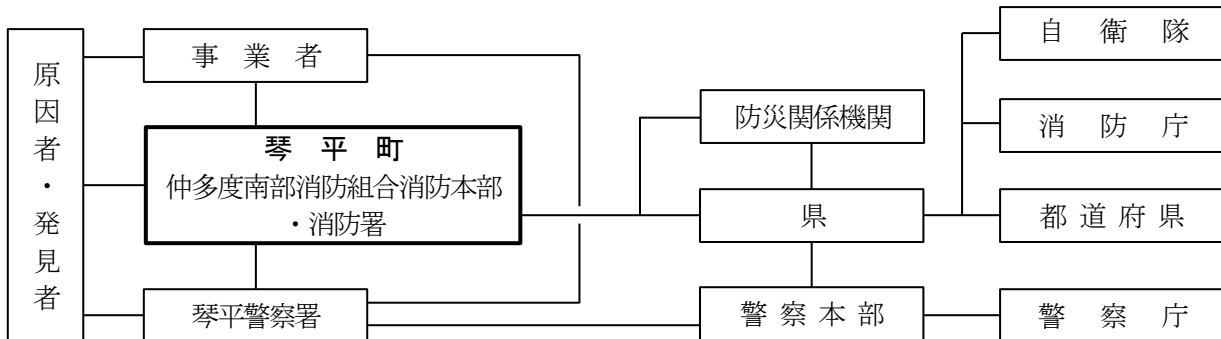 原因者・発見者
事業者
琴平町
仲多度南部消防組合消防本部
・消防署
琴平警察署
防災関係機関
県
警察本部
自衛隊
消防庁
都道府県
警察庁